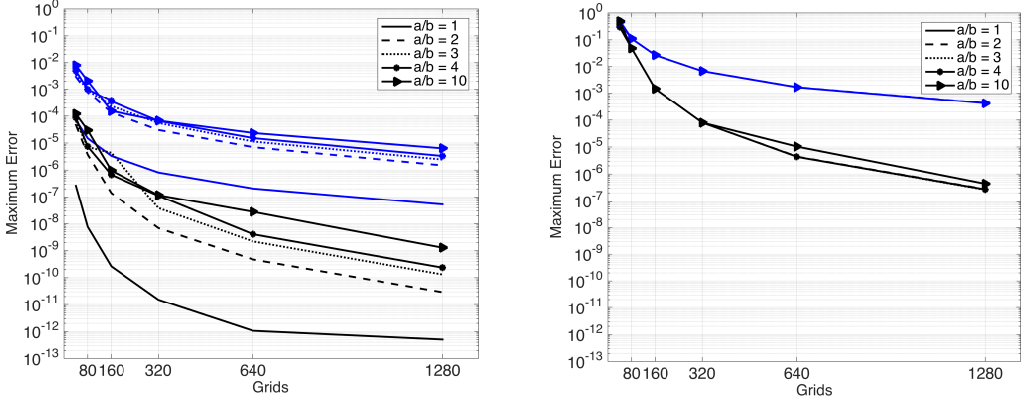 10^0
10^-1
10^-2
10^-3
10^-4
10^-5
10^-6
10^-7
10^-8
10^-9
10^-10
10^-11
10^-12
10^-13
Maximum Error
80 160 320 640 1280
Grids
a/b = 1
a/b = 2
a/b = 3
a/b = 4
a/b = 10
10^0
10^-1
10^-2
10^-3
10^-4
10^-5
10^-6
10^-7
10^-8
10^-9
10^-10
10^-11
10^-12
10^-13
Maximum Error
80 160 320 640 1280
Grids
a/b = 1
a/b = 2
a/b = 3
a/b = 4
a/b = 10